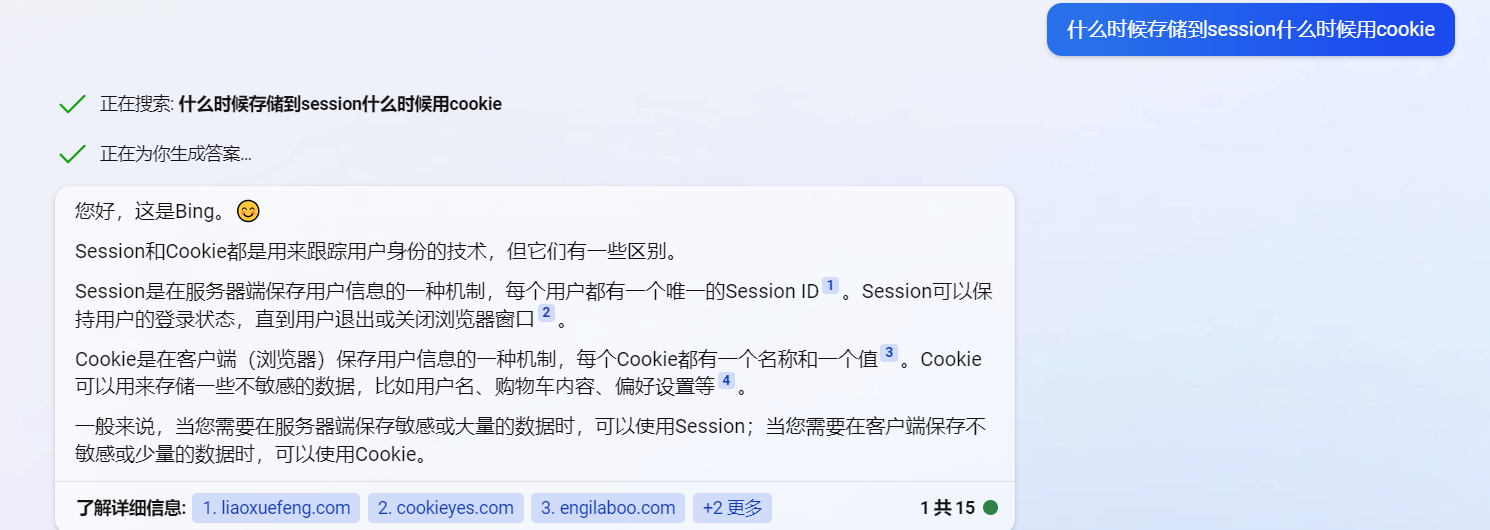 什么时候存储到session什么时候用cookie
正在搜索: 什么时候存储到session什么时候用cookie
正在为你生成答案...
您好，这是Bing。😊
Session和Cookie都是用来跟踪用户身份的技术，但它们有一些区别。
Session是在服务器端保存用户信息的一种机制，每个用户都有一个唯一的Session ID 1 。Session可以保
持用户的登录状态，直到用户退出或关闭浏览器窗口 2 。
Cookie是在客户端（浏览器）保存用户信息的一种机制，每个Cookie都有一个名称和一个值 3 。Cookie
可以用来存储一些不敏感的数据，比如用户名、购物车内容、偏好设置等 4 。
一般来说，当您需要在服务器端保存敏感或大量的数据时，可以使用Session；当您需要在客户端保存不
敏感或少量的数据时，可以使用Cookie。
了解详细信息: 1. liaoxuefeng.com 2. cookieyes.com 3. engilaboo.com +2 更多 1 共 15